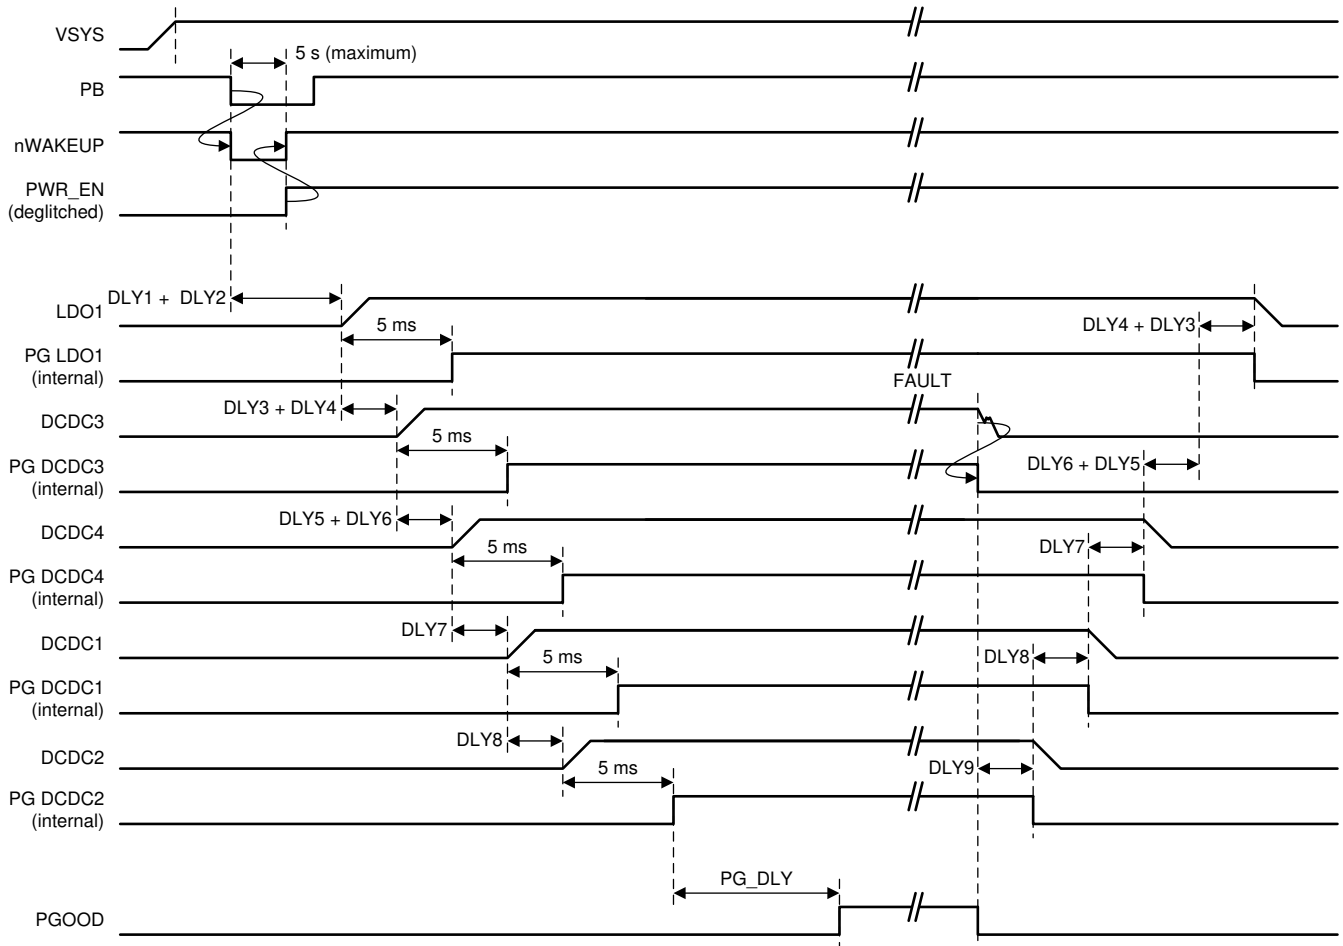 VSYS
5 s (maximum)
PB
nWAKEUP
PWR_EN
(deglitched)
DLY1 + DLY2
LDO1
5 ms
DLY4 + DLY3
PG LDO1
(internal)
FAULT
DLY3 + DLY4
DCDC3
5 ms
PG DCDC3
(internal)
DLY6 + DLY5
DLY5 + DLY6
DCDC4
5 ms
DLY7
PG DCDC4
(internal)
DLY7
DCDC1
5 ms
DLY8
PG DCDC1
(internal)
DLY8
DCDC2
5 ms
DLY9
PG DCDC2
(internal)
PG_DLY
PGOOD